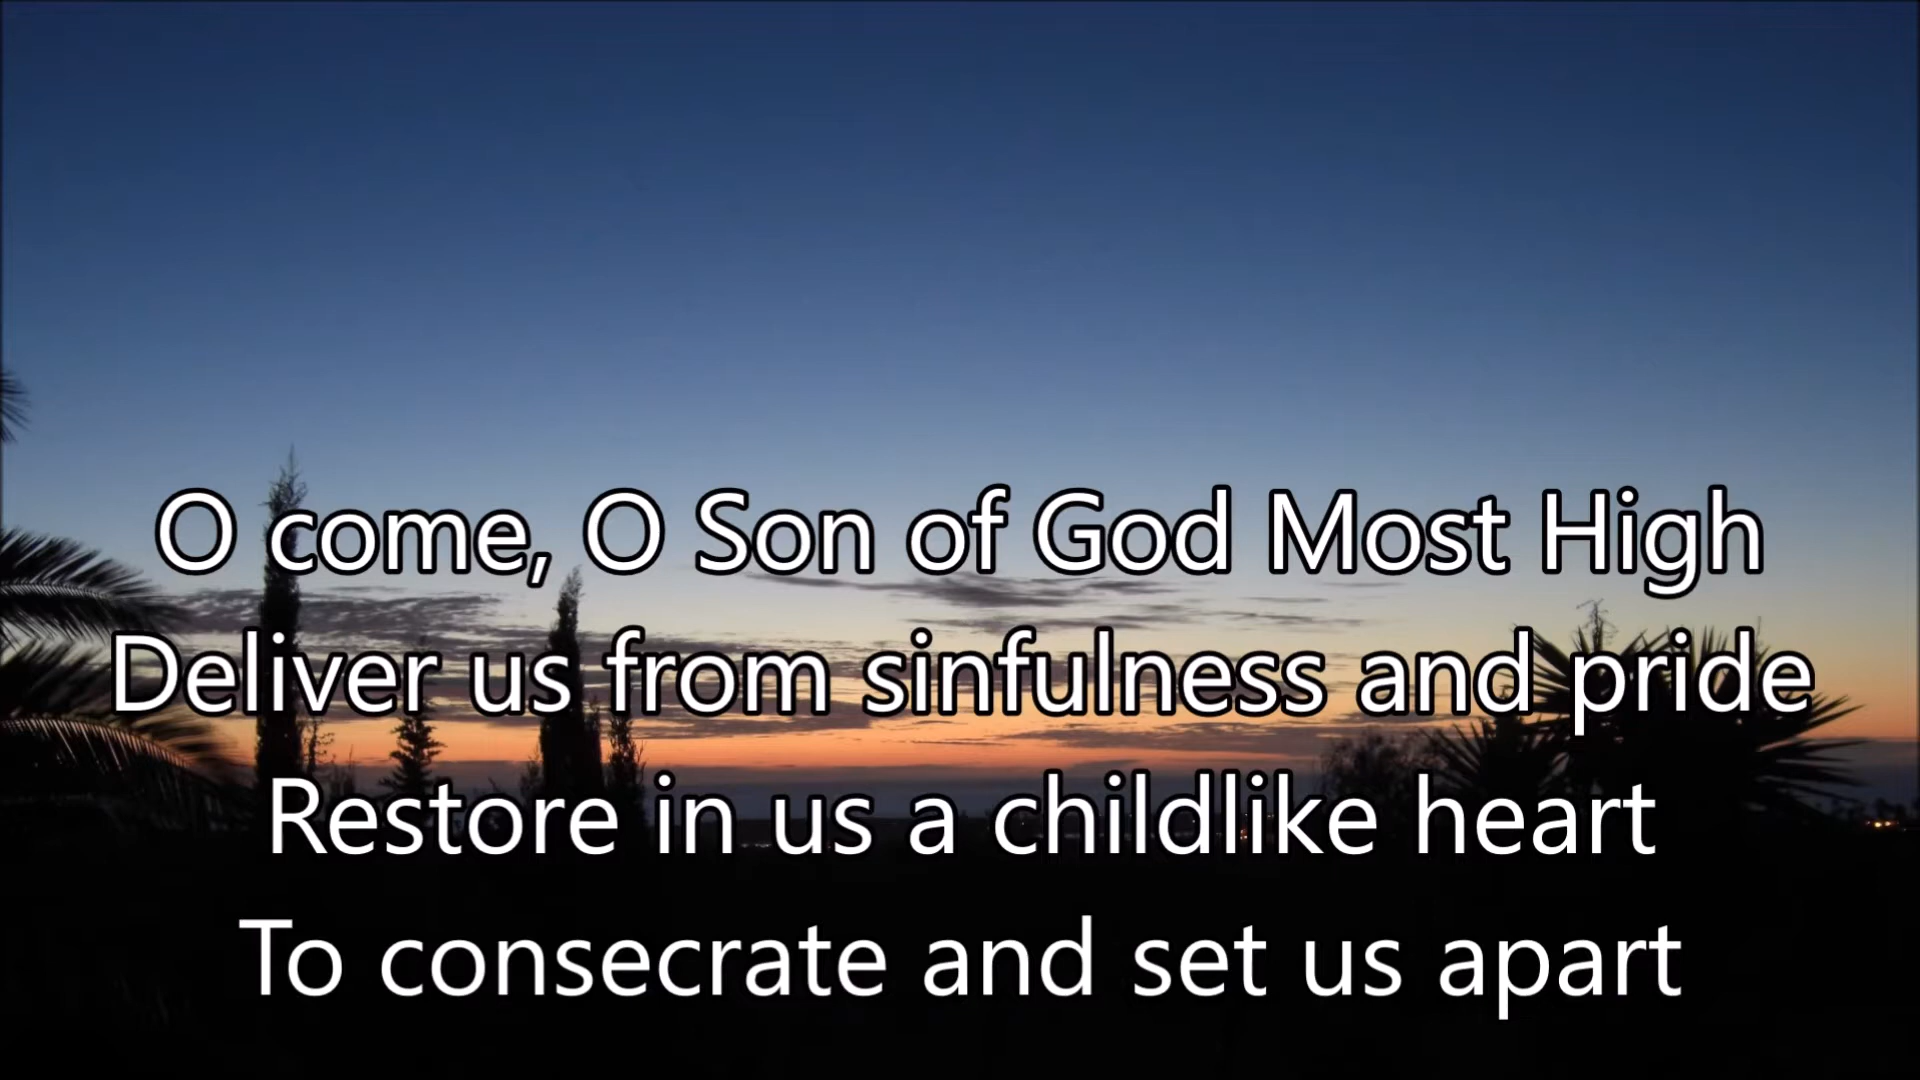 O come, O Son of God Most High
Deliver us from sinfulness and pride
Restore in us a childlike heart
To consecrate and set us apart